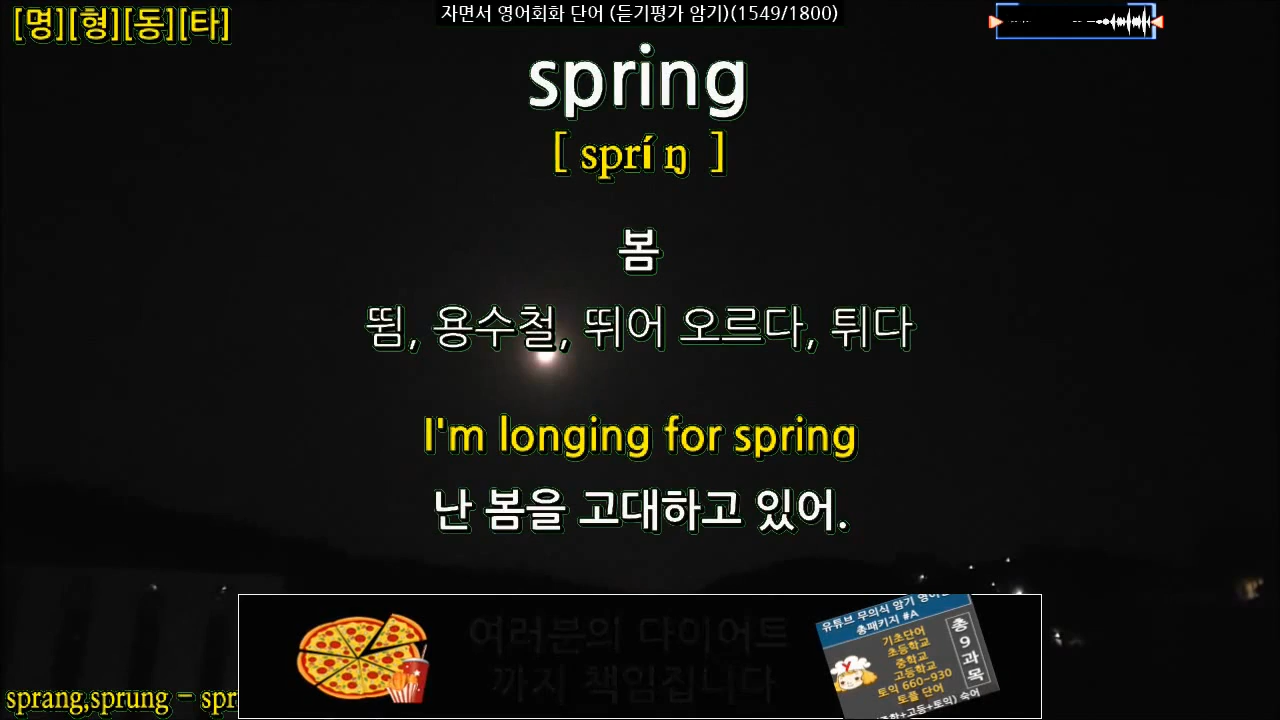 [명][형][동][타]
자면서 영어회화 단어 (듣기평가 암기)(1549/1800)
spring
[ sprí ŋ ]
봄
뜀, 용수철, 뛰어 오르다, 튀다
I'm longing for spring
난 봄을 고대하고 있어.
여러분의 다이어트
까지 책임집니다
유튜브 무의식 암기
총패키지 #A
기초단어
초등학교
중학교
고등학교
토익 660~930
토플 단어
숙어
총
9
과
목
sprang,sprung - spr